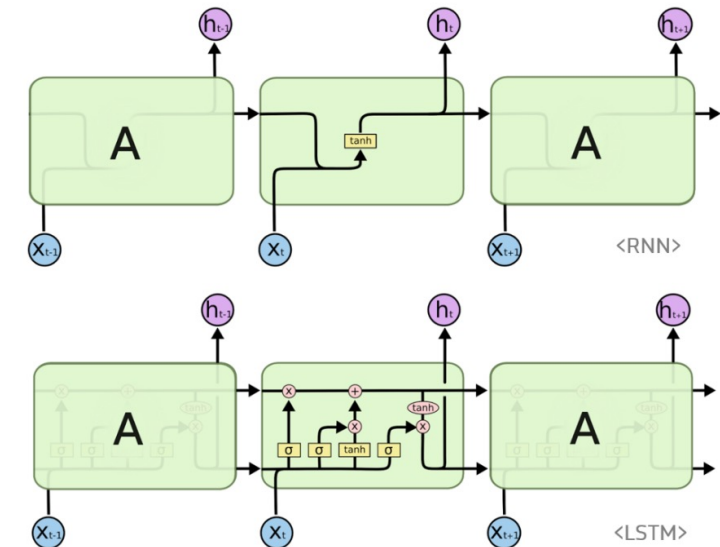 ht-1 ht ht+1
A A
tanh
Xt-1 Xt Xt+1
<RNN>
ht-1 ht ht+1
x +
tanh
A x x A
σ σ tanh σ
Xt-1 Xt Xt+1
<LSTM>